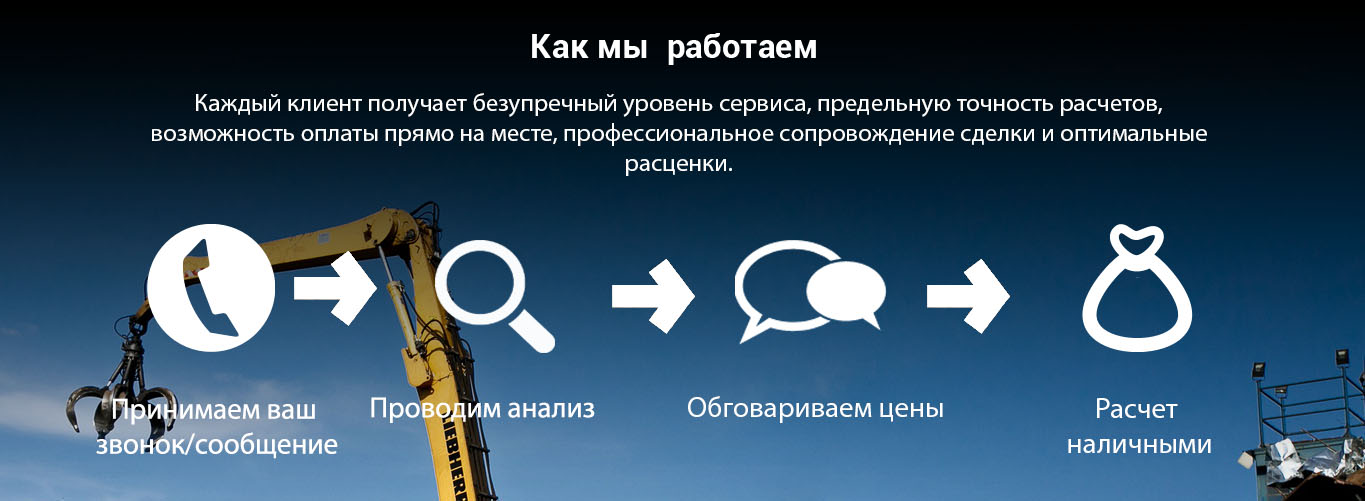 Как мы работаем
Каждый клиент получает безупречный уровень сервиса, предельную точность расчетов,
возможность оплаты прямо на месте, профессиональное сопровождение сделки и оптимальные
расценки.
Принимаем ваш
звонок/сообщение
Проводим анализ
Обговариваем цены
Расчет
наличными
LIEBHERR